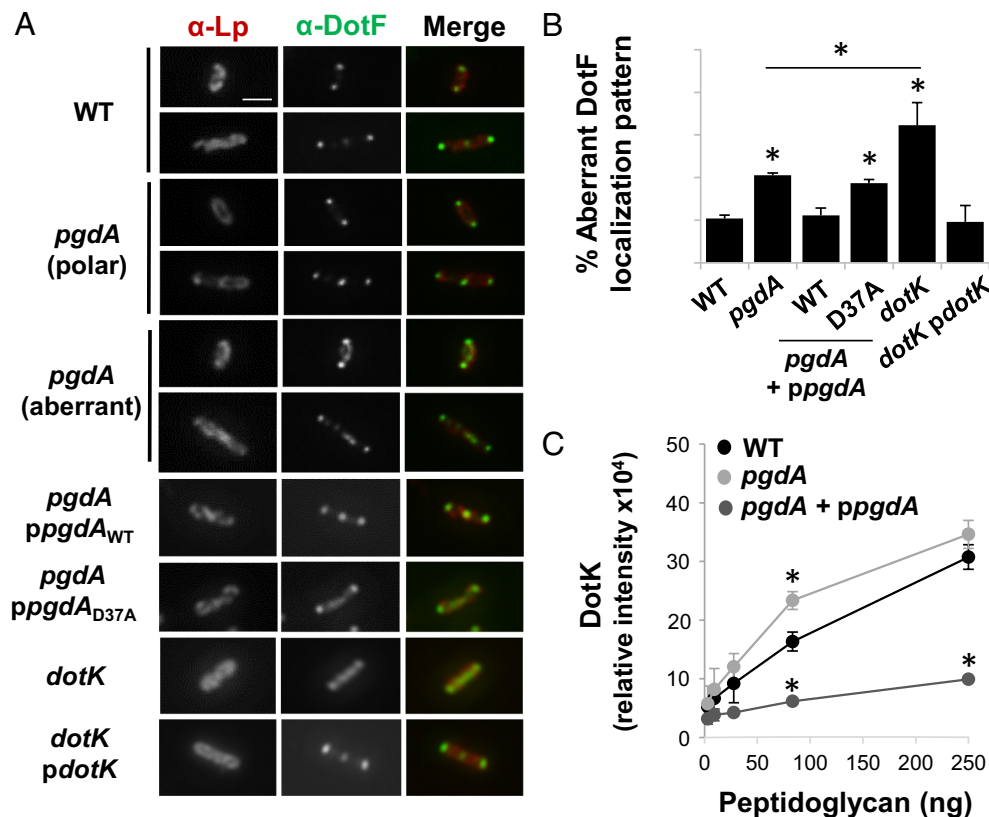 A
α-Lp α-DotF Merge
WT
pgdA
(polar)
pgdA
(aberrant)
pgdA
ppgdAWT
pgdA
ppgdAD37A
dotK
dotK
pdotK
B
% Aberrant DotF
localization pattern
*
* * *
WT pgdA WT D37A dotK dotK pdotK
pgdA
+ ppgdA
C
WT
pgdA
pgdA + ppgdA
DotK
(relative intensity x10⁴)
50
40
30
20
10
0
*
*
*
0 50 100 150 200 250
Peptidoglycan (ng)